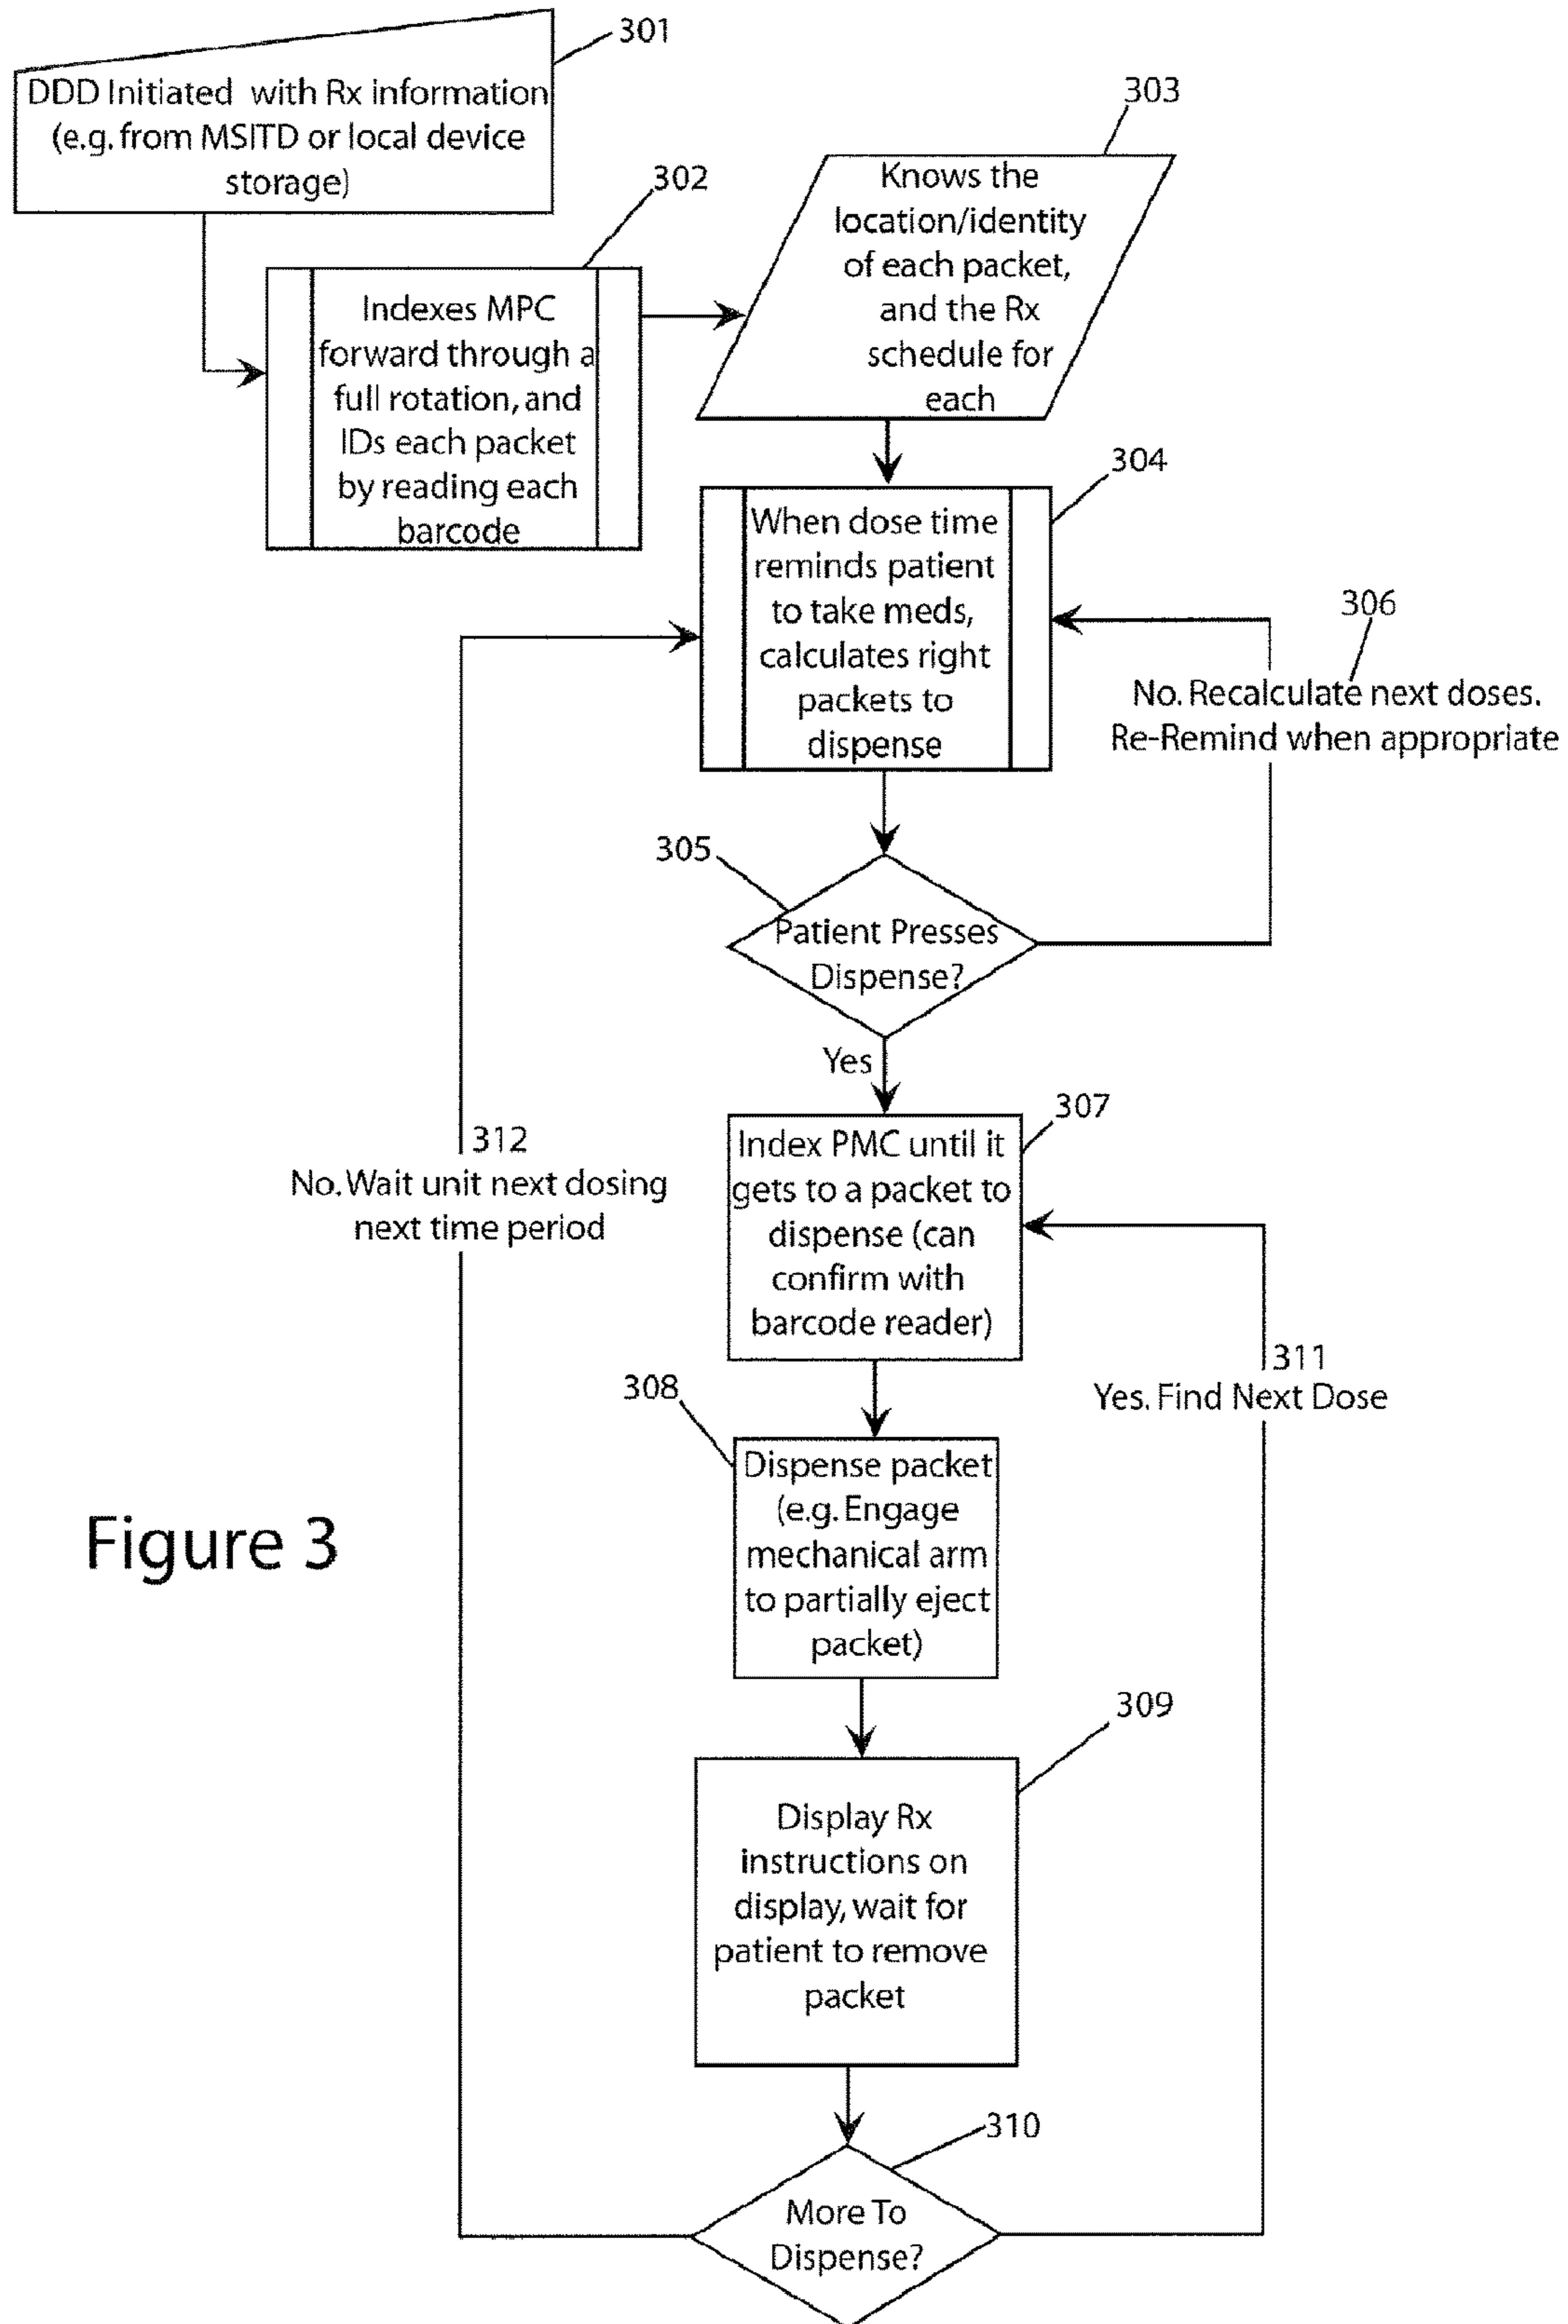 301
DDD Initiated with Rx information
(e.g. from MSITD or local device
storage)
302
Indexes MPC
forward through a
full rotation, and
IDs each packet
by reading each
barcode
303
Knows the
location/identity
of each packet,
and the Rx
schedule for
each
304
When dose time
reminds patient
to take meds,
calculates right
packets to
dispense
306
No. Recalculate next doses.
Re-Remind when appropriate
305
Patient Presses
Dispense?
Yes
307
Index PMC until it
gets to a packet to
dispense (can
confirm with
barcode reader)
312
No. Wait unit next dosing
next time period
311
Yes. Find Next Dose
308
Dispense packet
(e.g. Engage
mechanical arm
to partially eject
packet)
Figure 3
309
Display Rx
instructions on
display, wait for
patient to remove
packet
310
More To
Dispense?